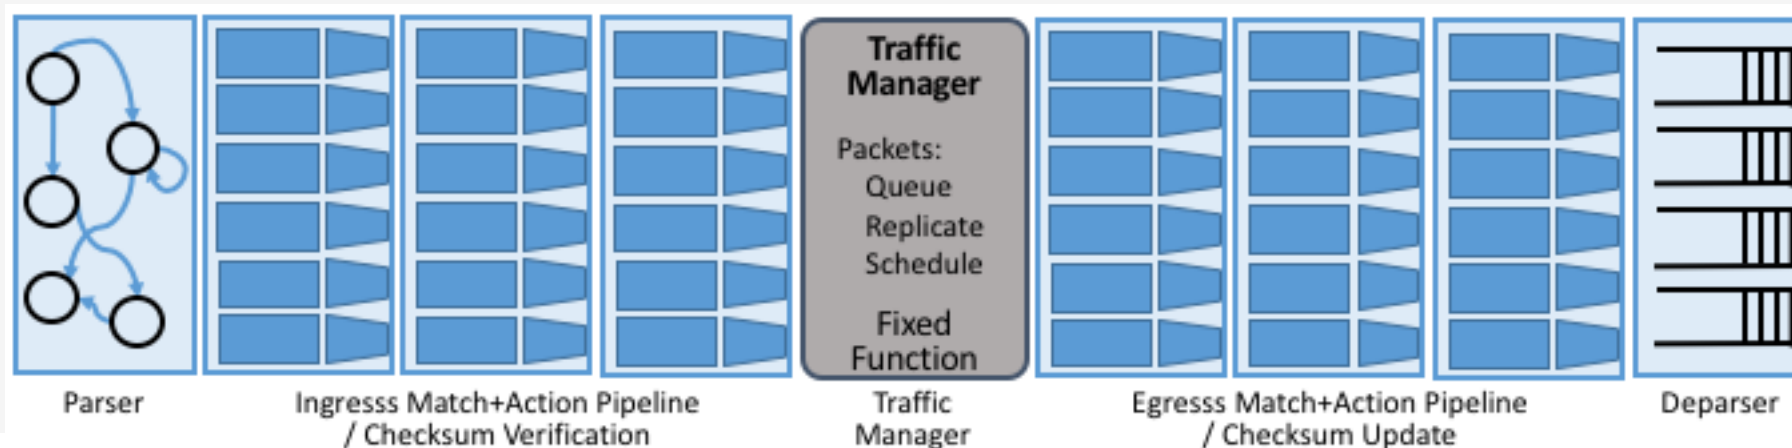 Traffic
Manager
Packets:
Queue
Replicate
Schedule
Fixed
Function
Parser
Ingresss Match+Action Pipeline
/ Checksum Verification
Traffic
Manager
Egresss Match+Action Pipeline
/ Checksum Update
Deparser